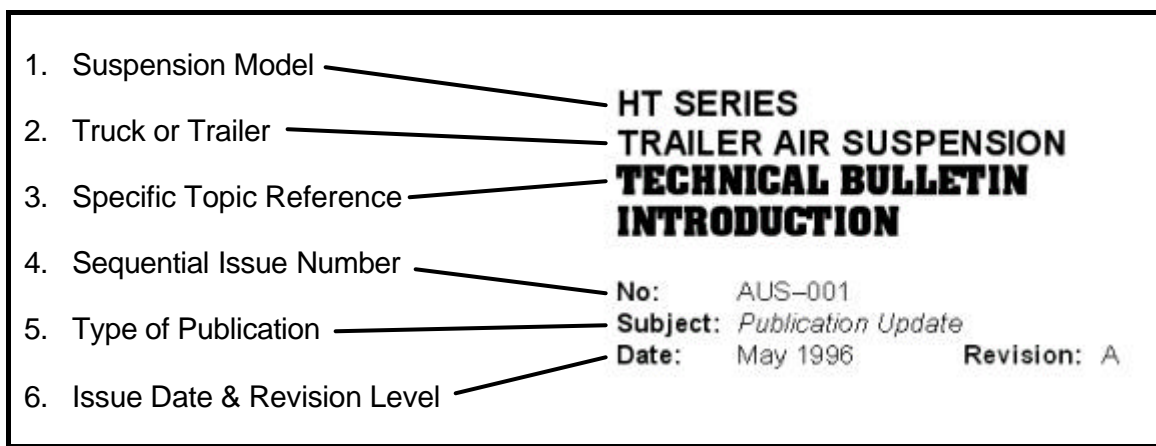 1. Suspension Model
2. Truck or Trailer
3. Specific Topic Reference
4. Sequential Issue Number
5. Type of Publication
6. Issue Date & Revision Level
HT SERIES
TRAILER AIR SUSPENSION
TECHNICAL BULLETIN
INTRODUCTION
No: AUS–001
Subject: Publication Update
Date: May 1996 Revision: A